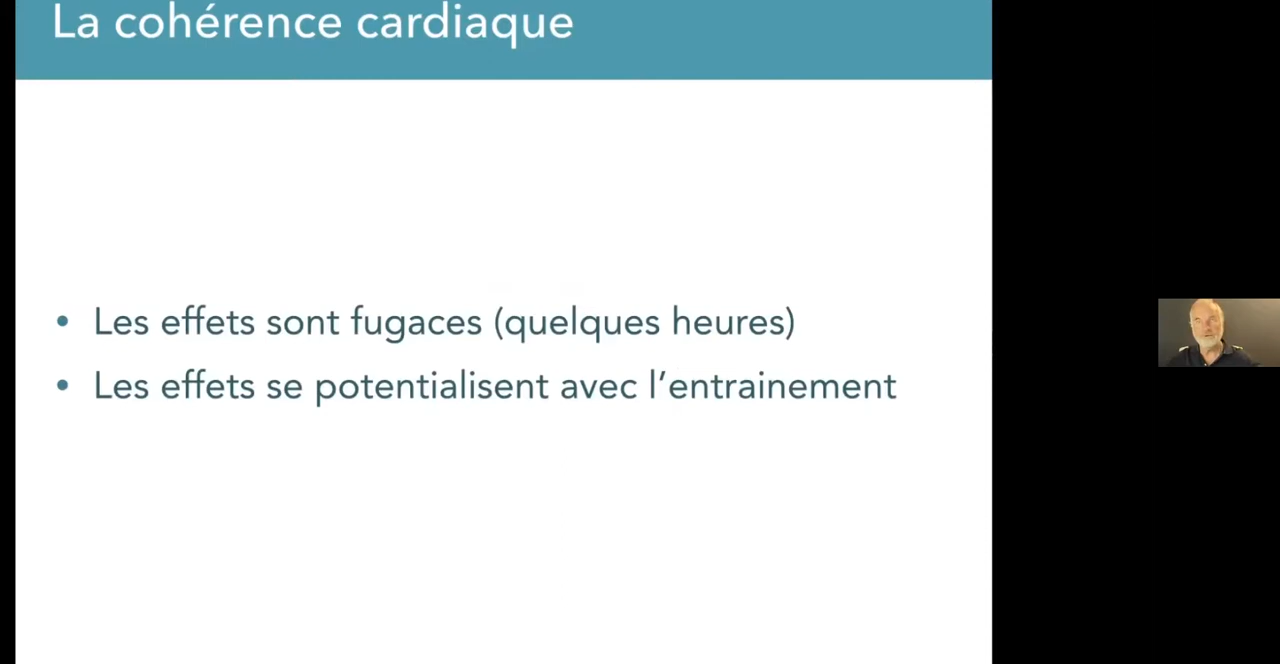 La cohérence cardiaque
• Les effets sont fugaces (quelques heures)
• Les effets se potentialisent avec l’entrainement